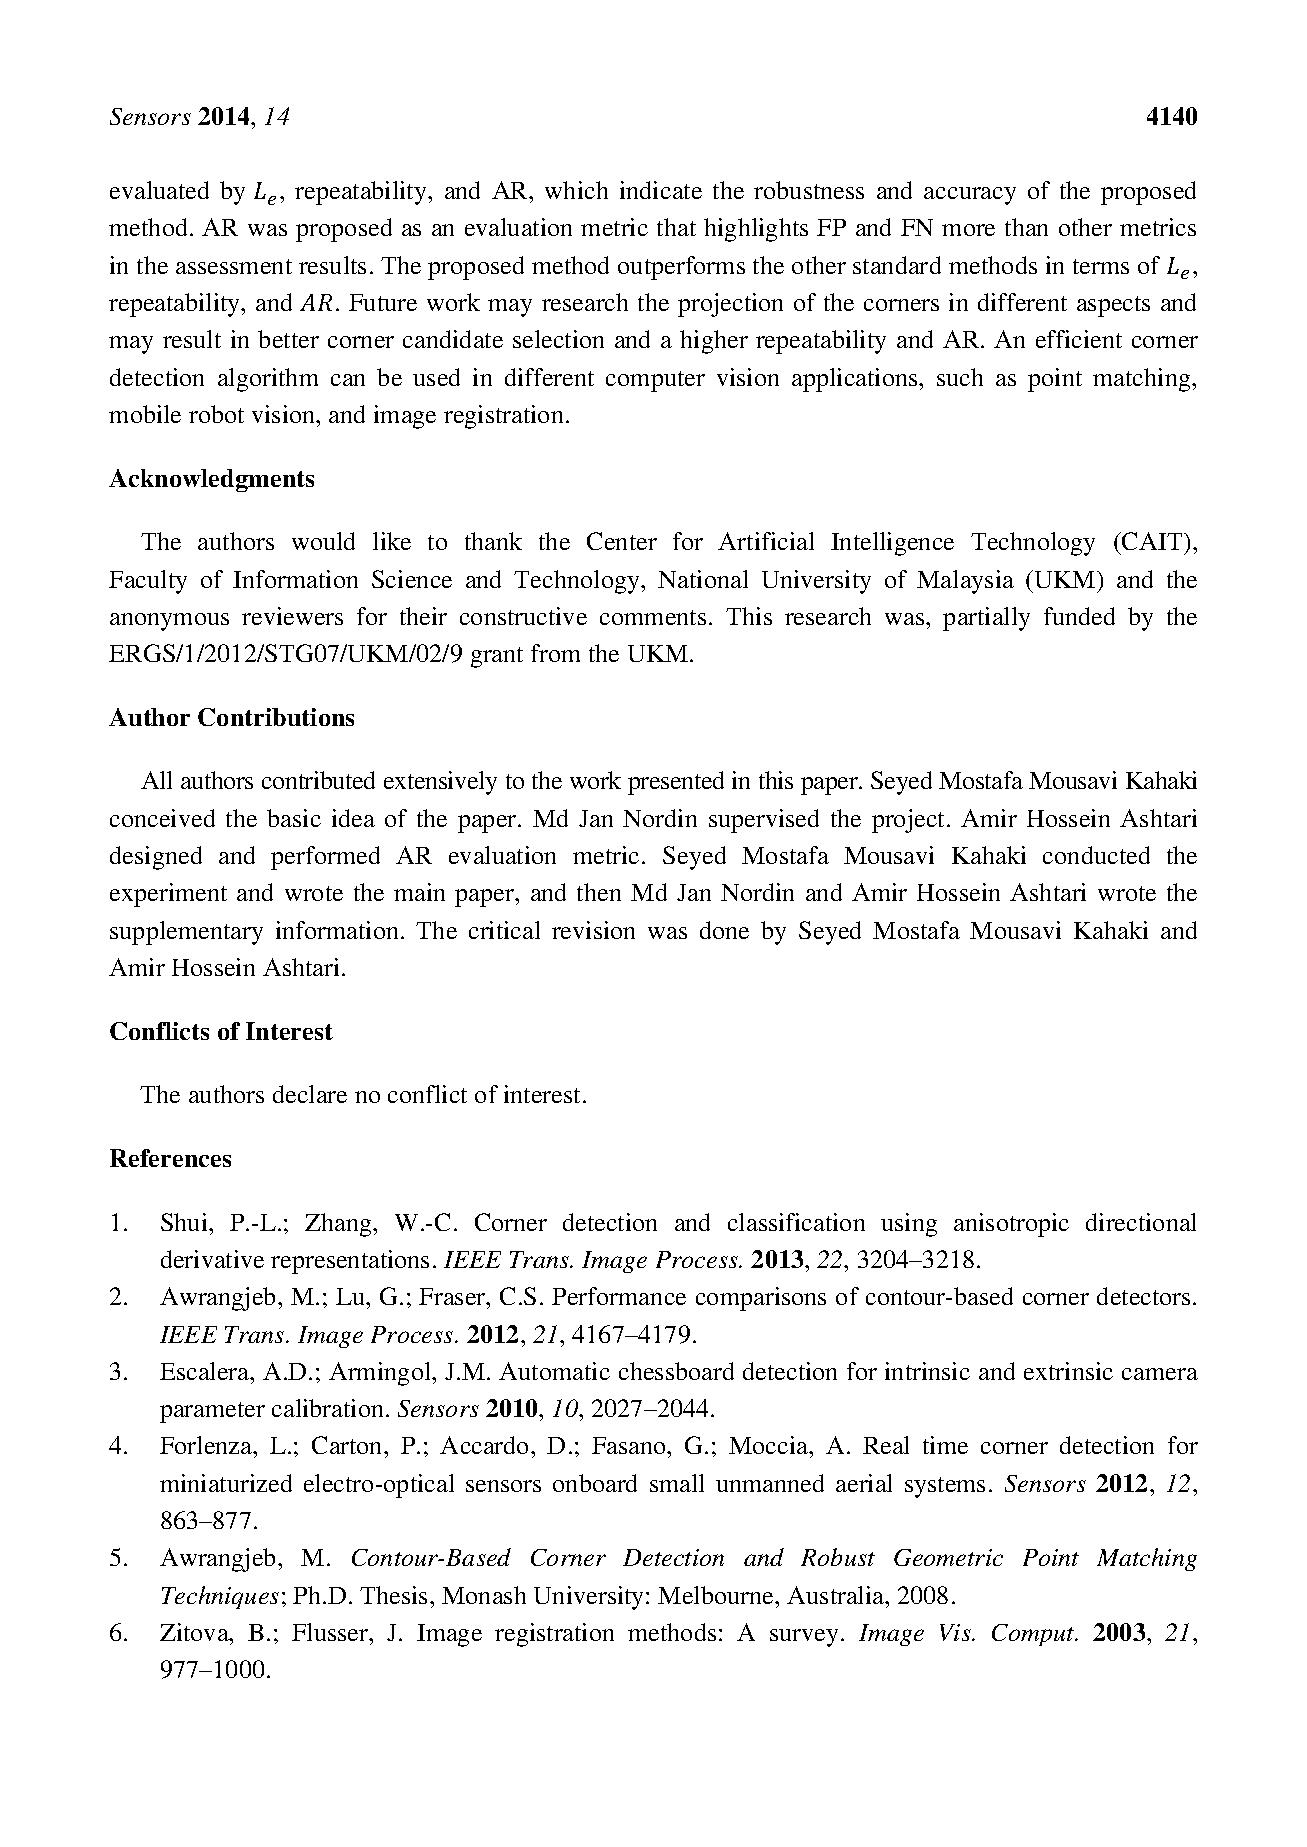 Sensors 2014, 14 4140
evaluated by Le, repeatability, and AR, which indicate the robustness and accuracy of the proposed
method. AR was proposed as an evaluation metric that highlights FP and FN more than other metrics
in the assessment results. The proposed method outperforms the other standard methods in terms of Le,
repeatability, and AR. Future work may research the projection of the corners in different aspects and
may result in better corner candidate selection and a higher repeatability and AR. An efficient corner
detection algorithm can be used in different computer vision applications, such as point matching,
mobile robot vision, and image registration.
Acknowledgments
The authors would like to thank the Center for Artificial Intelligence Technology (CAIT),
Faculty of Information Science and Technology, National University of Malaysia (UKM) and the
anonymous reviewers for their constructive comments. This research was, partially funded by the
ERGS/1/2012/STG07/UKM/02/9 grant from the UKM.
Author Contributions
All authors contributed extensively to the work presented in this paper. Seyed Mostafa Mousavi Kahaki
conceived the basic idea of the paper. Md Jan Nordin supervised the project. Amir Hossein Ashtari
designed and performed AR evaluation metric. Seyed Mostafa Mousavi Kahaki conducted the
experiment and wrote the main paper, and then Md Jan Nordin and Amir Hossein Ashtari wrote the
supplementary information. The critical revision was done by Seyed Mostafa Mousavi Kahaki and
Amir Hossein Ashtari.
Conflicts of Interest
The authors declare no conflict of interest.
References
1. Shui, P.-L.; Zhang, W.-C. Corner detection and classification using anisotropic directional
derivative representations. IEEE Trans. Image Process. 2013, 22, 3204–3218.
2. Awrangjeb, M.; Lu, G.; Fraser, C.S. Performance comparisons of contour-based corner detectors.
IEEE Trans. Image Process. 2012, 21, 4167–4179.
3. Escalera, A.D.; Armingol, J.M. Automatic chessboard detection for intrinsic and extrinsic camera
parameter calibration. Sensors 2010, 10, 2027–2044.
4. Forlenza, L.; Carton, P.; Accardo, D.; Fasano, G.; Moccia, A. Real time corner detection for
miniaturized electro-optical sensors onboard small unmanned aerial systems. Sensors 2012, 12,
863–877.
5. Awrangjeb, M. Contour-Based Corner Detection and Robust Geometric Point Matching
Techniques; Ph.D. Thesis, Monash University: Melbourne, Australia, 2008.
6. Zitova, B.; Flusser, J. Image registration methods: A survey. Image Vis. Comput. 2003, 21,
977–1000.